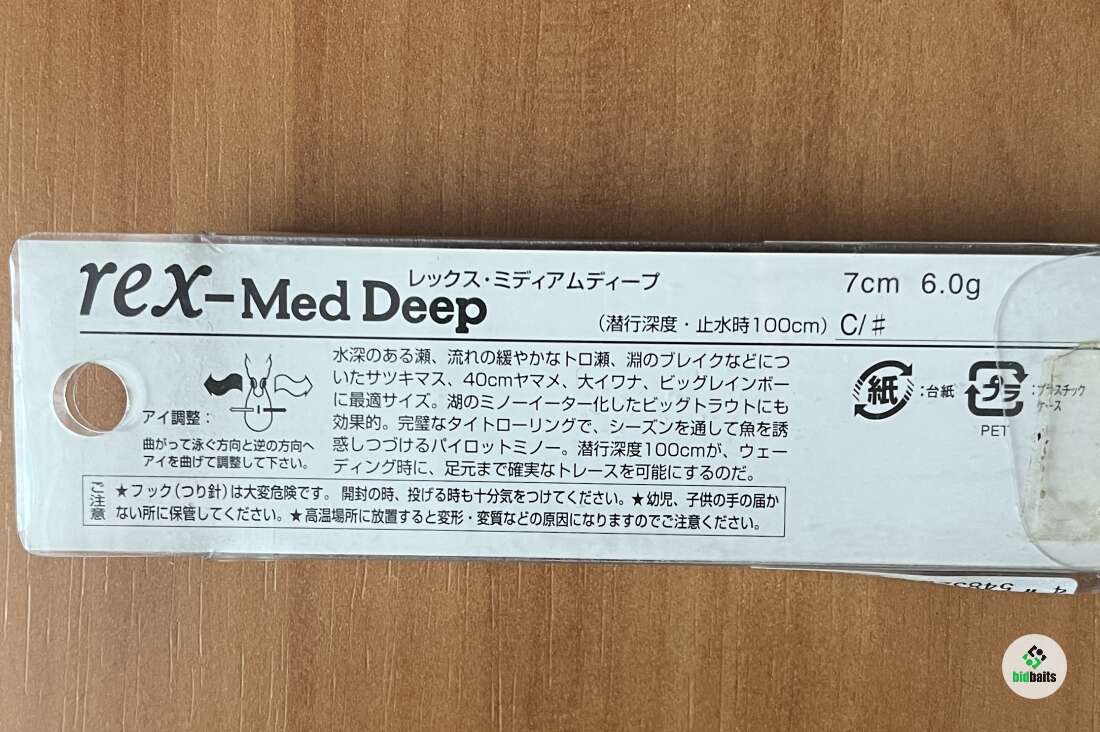 rex-Med Deep
レックス・ミディアムディープ
7cm 6.0g
(潜行深度・止水時100cm) C/#
水深のある瀬、流れの緩やかなトロ瀬、淵のブレイクなどにつ
いたサツキマス、40cmヤマメ、大イワナ、ビッグレインボー
に最適サイズ。湖のミノーイーター化したビッグトラウトにも
効果的。完璧なタイトローリングで、シーズンを通して魚を誘
惑しつづけるパイロットミノー。潜行深度100cmが、ウェー
ディング時に、足元まで確実なトレースを可能にするのだ。
アイ調整:
曲がって泳ぐ方向と逆の方向へ
アイを曲げて調整して下さい。
紙:台紙
プラ:プラスチック
ケース
PET
ご注意
★フック(つり針)は大変危険です。開封の時、投げる時も十分気をつけてください。★幼児、子供の手の届か
ない所に保管してください。★高温場所に放置すると変形・変質などの原因になりますのでご注意ください。
bidbaits